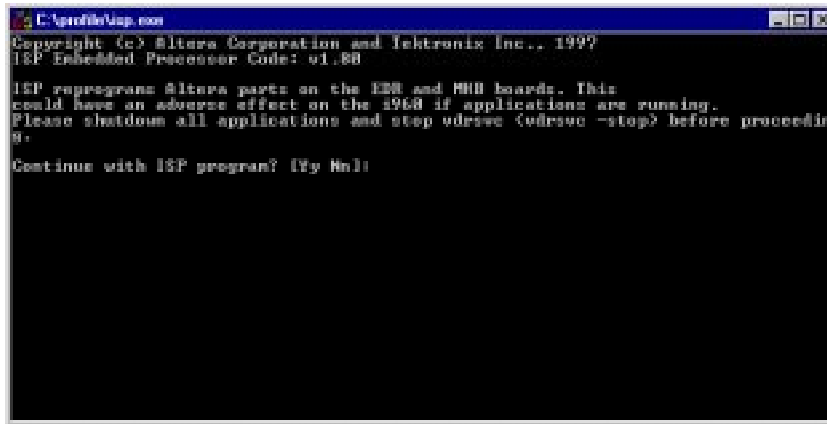 C:\profile\isp.exe
Copyright (c) Altera Corporation and Tektronix Inc., 1997
ISP Embedded Processor Code: v1.00
ISP reprograms Altera parts on the EDR and MHD boards. This
could have an adverse effect on the i960 if applications are running.
Please shutdown all applications and stop vdrsvc (vdrsvc -stop) before proceedin
g.
Continue with ISP program? [Yy Nn]: